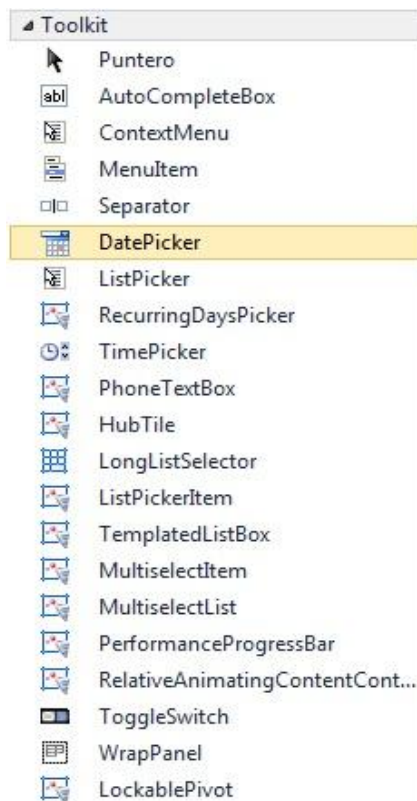 Toolkit
Puntero
abl AutoCompleteBox
ContextMenu
MenuItem
Separator
DatePicker
ListPicker
RecurringDaysPicker
TimePicker
PhoneTextBox
HubTile
LongListSelector
ListPickerItem
TemplatedListBox
MultiselectItem
MultiselectList
PerformanceProgressBar
RelativeAnimatingContentCont...
ToggleSwitch
WrapPanel
LockablePivot